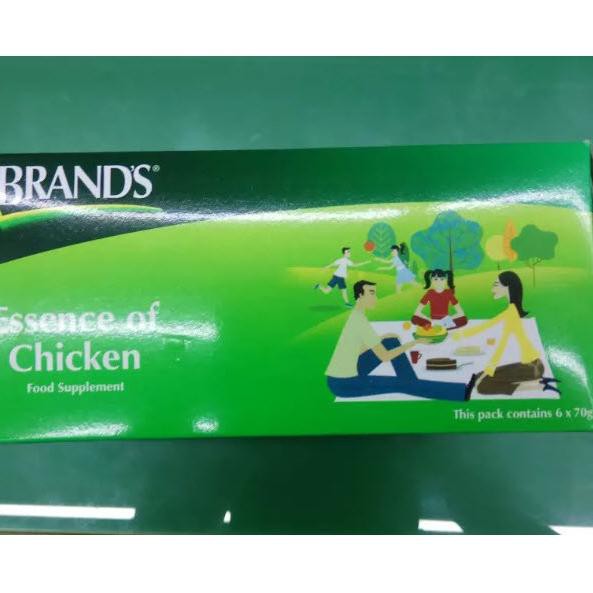 BRAND'S®
Essence of
Chicken
Food Supplement
This pack contains 6 x 70g